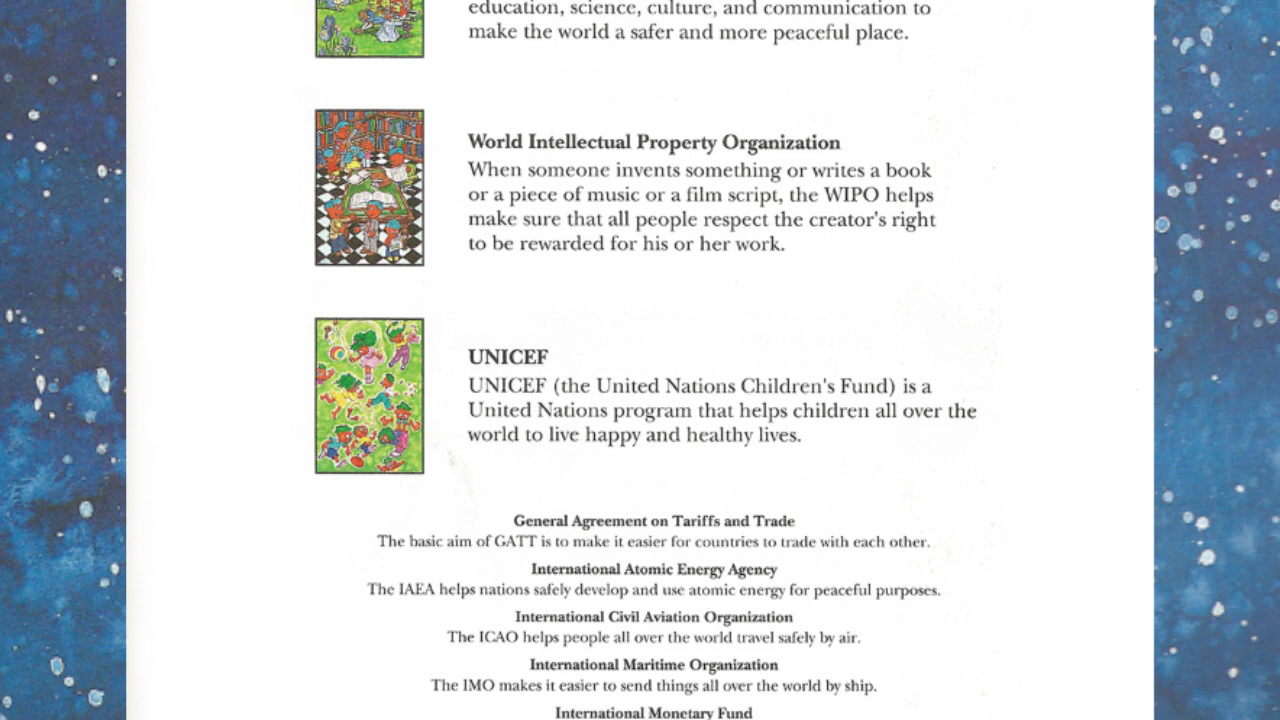 education, science, culture, and communication to
make the world a safer and more peaceful place.
World Intellectual Property Organization
When someone invents something or writes a book
or a piece of music or a film script, the WIPO helps
make sure that all people respect the creator's right
to be rewarded for his or her work.
UNICEF
UNICEF (the United Nations Children's Fund) is a
United Nations program that helps children all over the
world to live happy and healthy lives.
General Agreement on Tariffs and Trade
The basic aim of GATT is to make it easier for countries to trade with each other.
International Atomic Energy Agency
The IAEA helps nations safely develop and use atomic energy for peaceful purposes.
International Civil Aviation Organization
The ICAO helps people all over the world travel safely by air.
International Maritime Organization
The IMO makes it easier to send things all over the world by ship.
International Monetary Fund